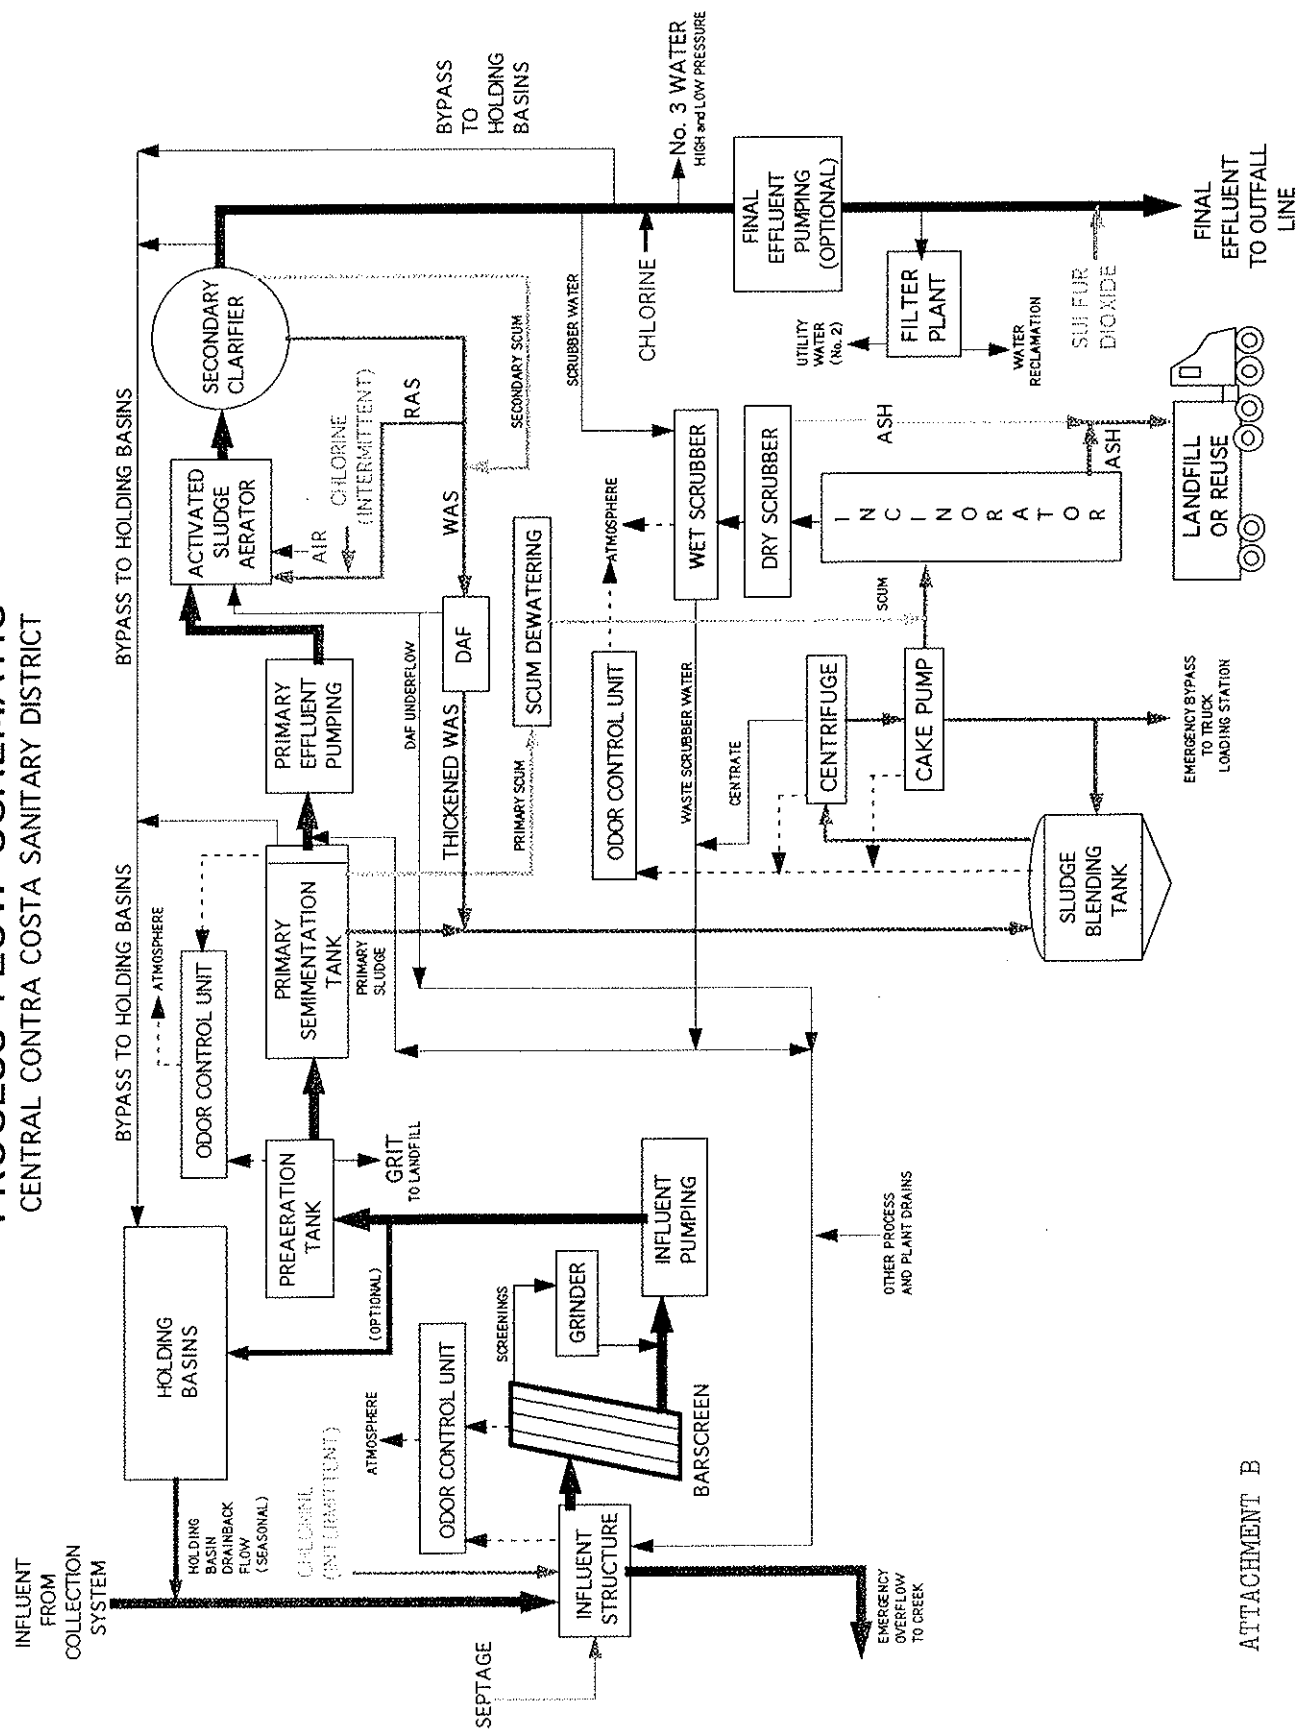 CENTRAL CONTRA COSTA SANITARY DISTRICT
INFLUENT
FROM
COLLECTION
SYSTEM
HOLDING
BASIN
DRAINBACK
FLOW
(SEASONAL)
HOLDING
BASINS
BYPASS TO HOLDING BASINS
BYPASS TO HOLDING BASINS
BYPASS
TO
HOLDING
BASINS
(OPTIONAL)
CHLORINE
(INTERMITTENT)
SEPTAGE
INFLUENT
STRUCTURE
EMERGENCY
OVERFLOW
TO CREEK
ATMOSPHERE
ODOR CONTROL UNIT
BARSCREEN
SCREENINGS
GRINDER
INFLUENT
PUMPING
PREAERATION
TANK
GRIT
TO LANDFILL
ATMOSPHERE
ODOR CONTROL UNIT
PRIMARY
SEMIMENTATION
TANK
PRIMARY
SLUDGE
PRIMARY
EFFLUENT
PUMPING
ACTIVATED
SLUDGE
AERATOR
AIR
CHLORINE
(INTERMITTENT)
RAS
SECONDARY
CLARIFIER
WAS
DAF
DAF UNDERFLOW
THICKENED WAS
PRIMARY SCUM
SECONDARY SCUM
SCUM DEWATERING
OTHER PROCESS
AND PLANT DRAINS
ATMOSPHERE
ODOR CONTROL UNIT
WASTE SCRUBBER WATER
CENTRATE
CENTRIFUGE
CAKE PUMP
SCUM
SLUDGE
BLENDING
TANK
EMERGENCY BYPASS
TO TRUCK
LOADING STATION
SCRUBBER WATER
WET SCRUBBER
DRY SCRUBBER
INCINORATOR
ASH
ASH
LANDFILL
OR REUSE
CHLORINE
No. 3 WATER
HIGH and LOW PRESSURE
FINAL
EFFLUENT
PUMPING
(OPTIONAL)
UTILITY
WATER
(No. 2)
FILTER
PLANT
WATER
RECLAMATION
SULFUR
DIOXIDE
FINAL
EFFLUENT
TO OUTFALL
LINE
ATTACHMENT B